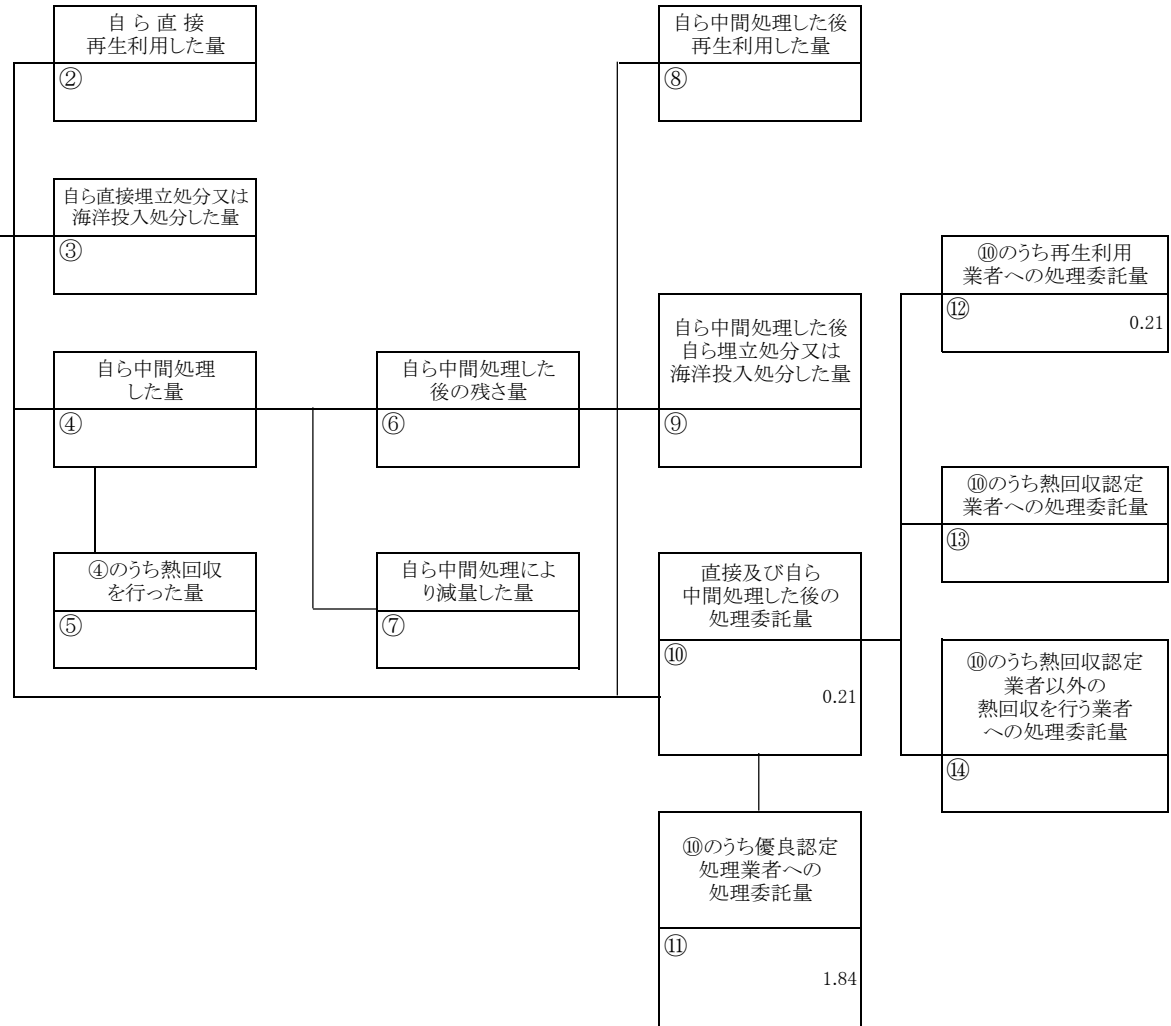 自 ら 直 接
再生利用した量
②
自ら直接埋立処分又は
海洋投入処分した量
③
自ら中間処理
した量
④
④のうち熱回収
を行った量
⑤
自ら中間処理した
後の残さ量
⑥
自ら中間処理によ
り減量した量
⑦
自ら中間処理した後
再生利用した量
⑧
自ら中間処理した後
自ら埋立処分又は
海洋投入処分した量
⑨
直接及び自ら
中間処理した後の
処理委託量
⑩
0.21
⑩のうち優良認定
処理業者への
処理委託量
⑪
1.84
⑩のうち再生利用
業者への処理委託量
⑫
0.21
⑩のうち熱回収認定
業者への処理委託量
⑬
⑩のうち熱回収認定
業者以外の
熱回収を行う業者
への処理委託量
⑭